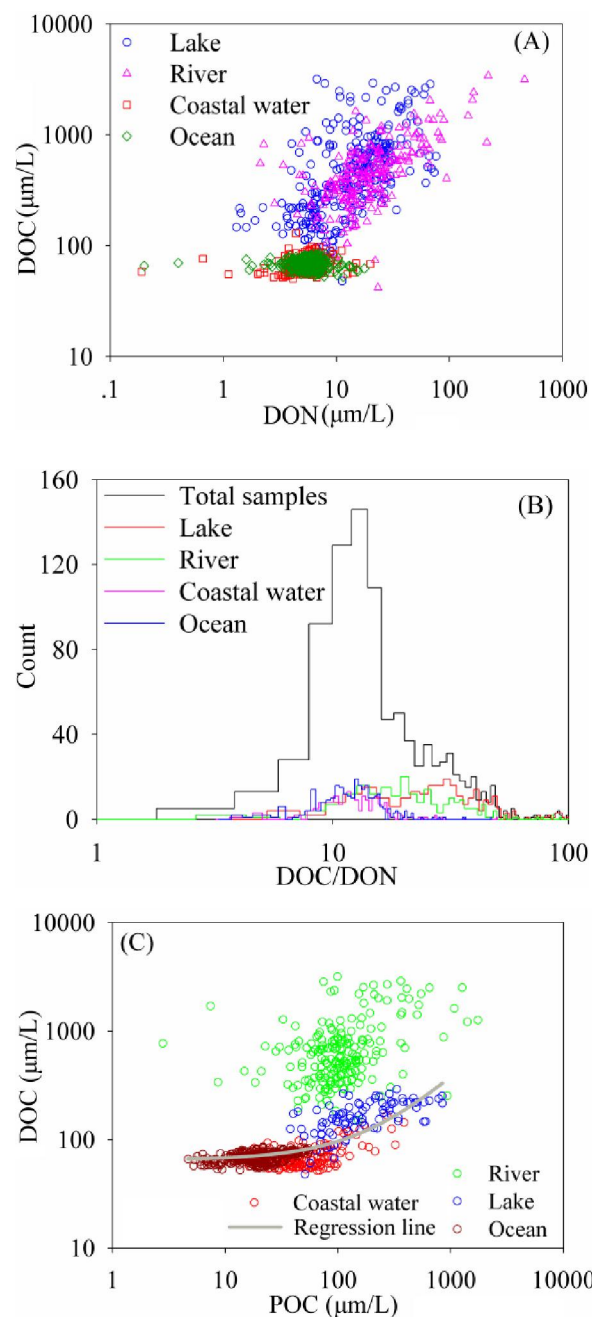 10000
(A)
Lake
River
Coastal water
Ocean
1000
100
10
DOC (μm/L)
.1 1 10 100 1000
DON (μm/L)
160
(B)
Total samples
Lake
River
Coastal water
Ocean
120
80
40
0
Count
1 10 100
DOC/DON
10000
(C)
1000
100
10
DOC (μm/L)
River
Coastal water
Lake
Regression line
Ocean
1 10 100 1000 10000
POC (μm/L)